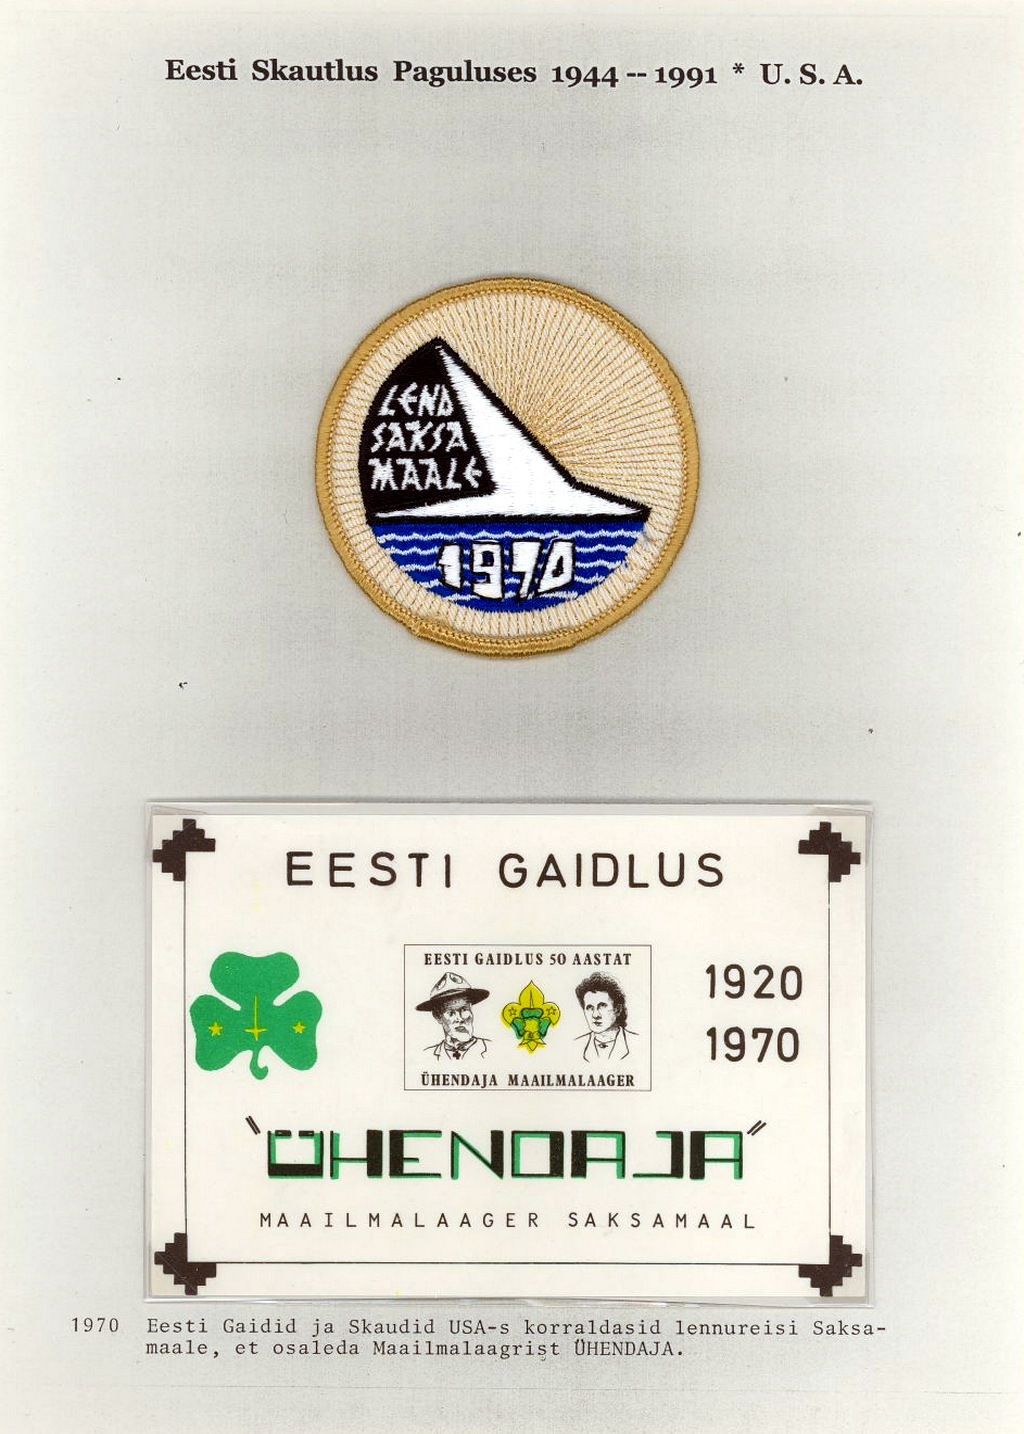 Eesti Skautlus Paguluses 1944 -- 1991 * U. S. A.
LEND
SAKSA
MAALE
1970
EESTI GAIDLUS
EESTI GAIDLUS 50 AASTAT
ÜHENDAJA MAAILMALAAGER
1920
1970
"ÜHENDAJA"
MAAILMALAAGER SAKSAMAAL
1970 Eesti Gaidid ja Skaudid USA-s korraldasid lennureisi Saksa-
maale, et osaleda Maailmalaagrist ÜHENDAJA.